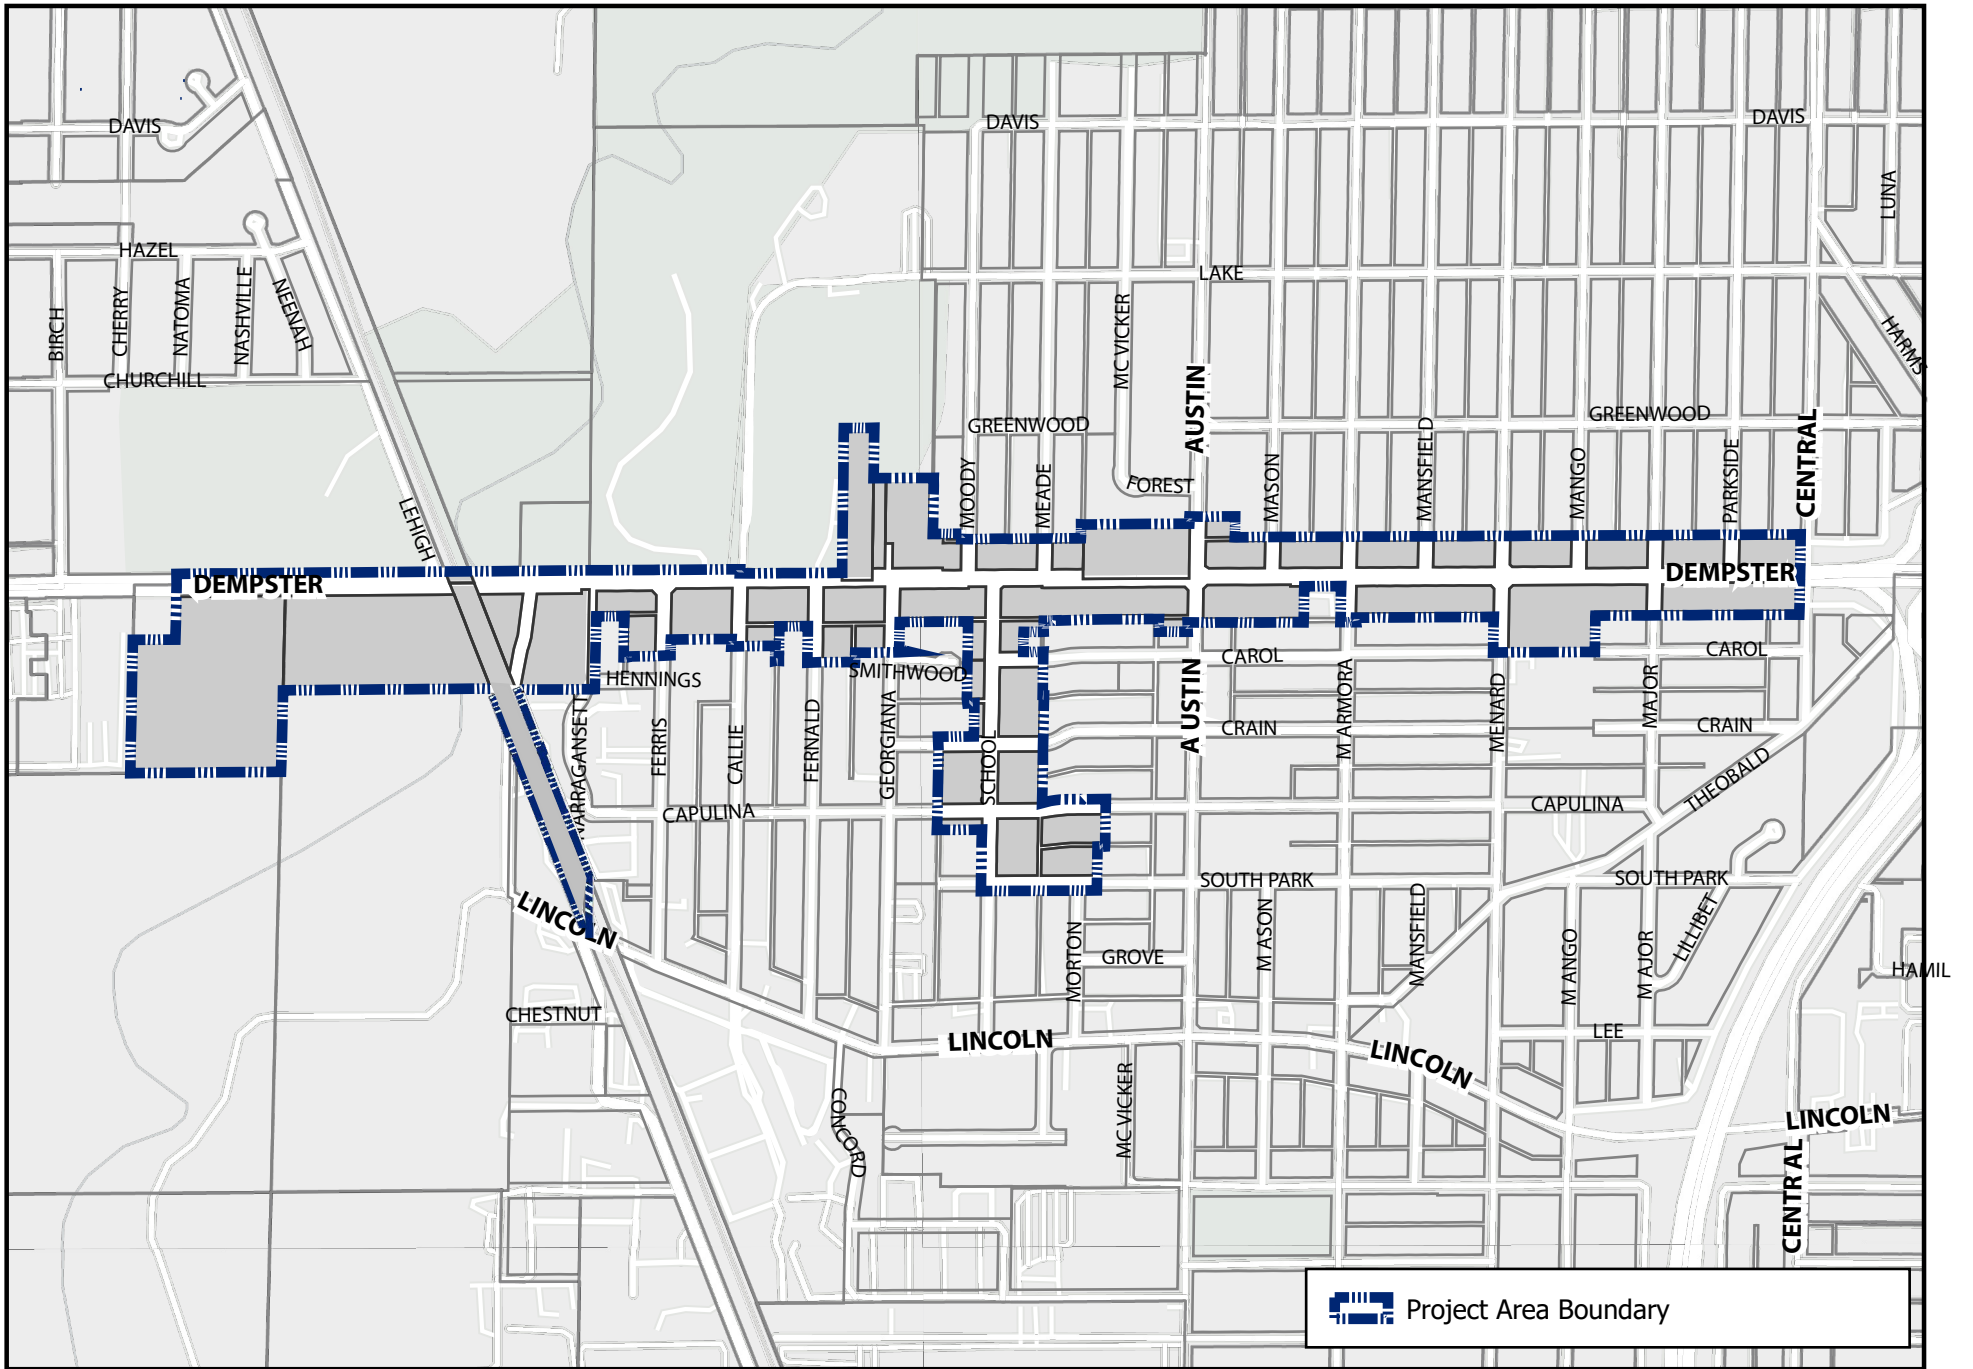 DAVIS
DAVIS
DAVIS
LUNA
HAZEL
LAKE
BIRCH
CHERRY
NATOMA
NASHVILLE
NEENAH
MC VICKER
HARMS
CHURCHILL
AUSTIN
GREENWOOD
GREENWOOD
CENTRAL
LEHIGH
MOODY
MEADE
FOREST
MASON
MANSFIELD
MANGO
PARKSIDE
DEMPSTER
DEMPSTER
HENNINGS
SMITHWOOD
CAROL
CAROL
NARRAGANSETT
FERRIS
CALLIE
FERNALD
GEORGIANA
SCHOOL
A USTIN
CRAIN
M ARMORA
MENARD
MAJOR
CRAIN
CAPULINA
CAPULINA
THEOBALD
SOUTH PARK
SOUTH PARK
LINCOLN
MORTON
GROVE
M ASON
MANSFIELD
M ANGO
M AJOR
LILLIBET
HAMIL
CHESTNUT
LINCOLN
LINCOLN
LEE
CONCORD
MC VICKER
LINCOLN
CENTRAL
Project Area Boundary